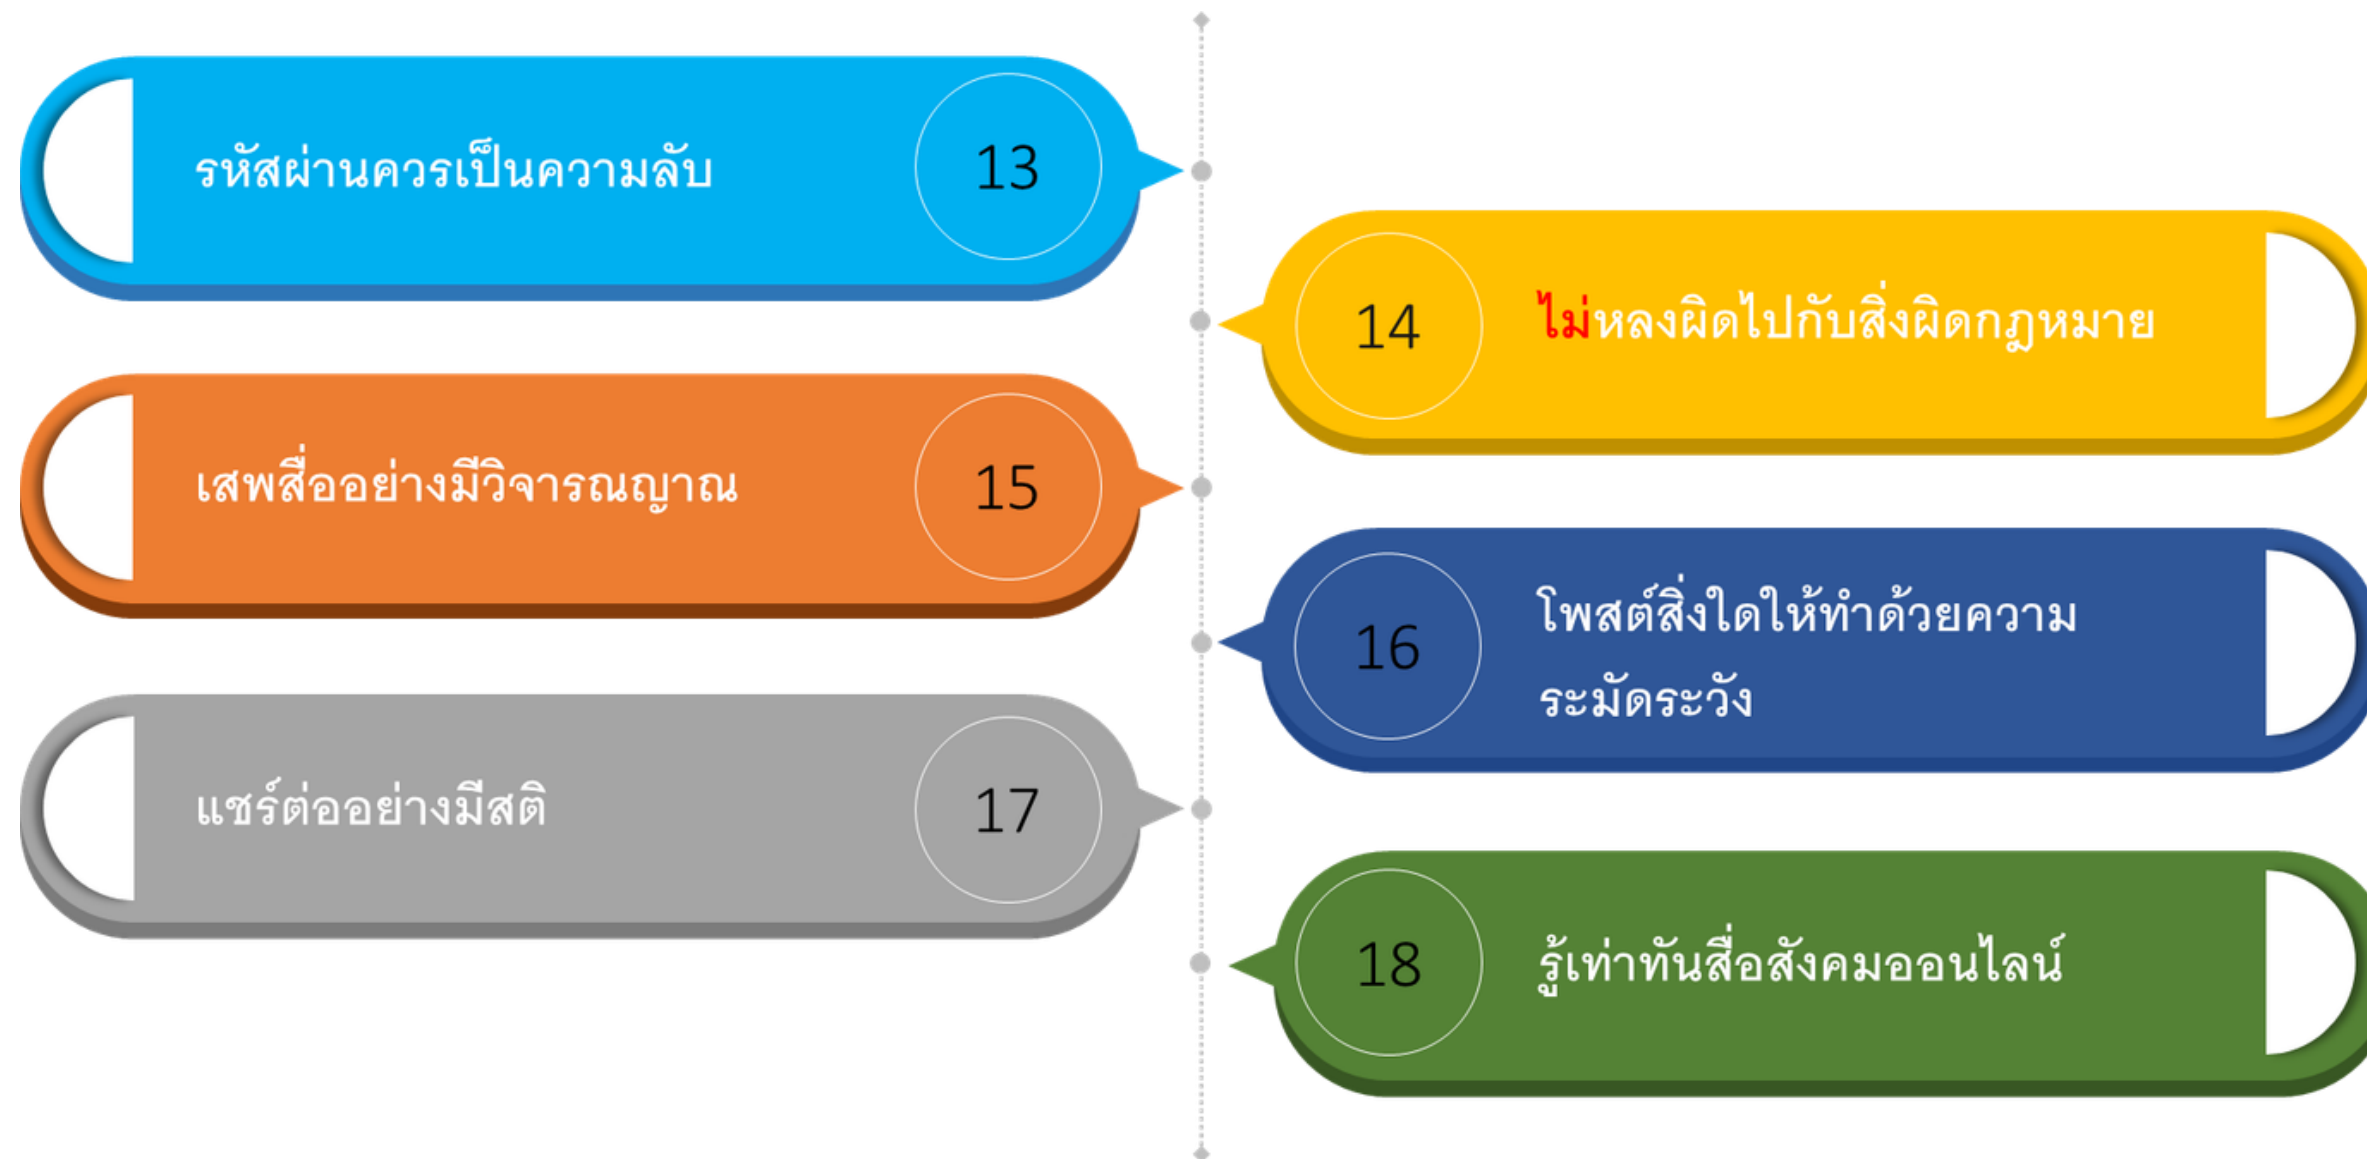 รหัสผ่านควรเป็นความลับ
13
14
ไม่หลงผิดไปกับสิ่งผิดกฎหมาย
เสพสื่ออย่างมีวิจารณญาณ
15
16
โพสต์สิ่งใดให้ทำด้วยความ
ระมัดระวัง
แชร์ต่ออย่างมีสติ
17
18
รู้เท่าทันสื่อสังคมออนไลน์